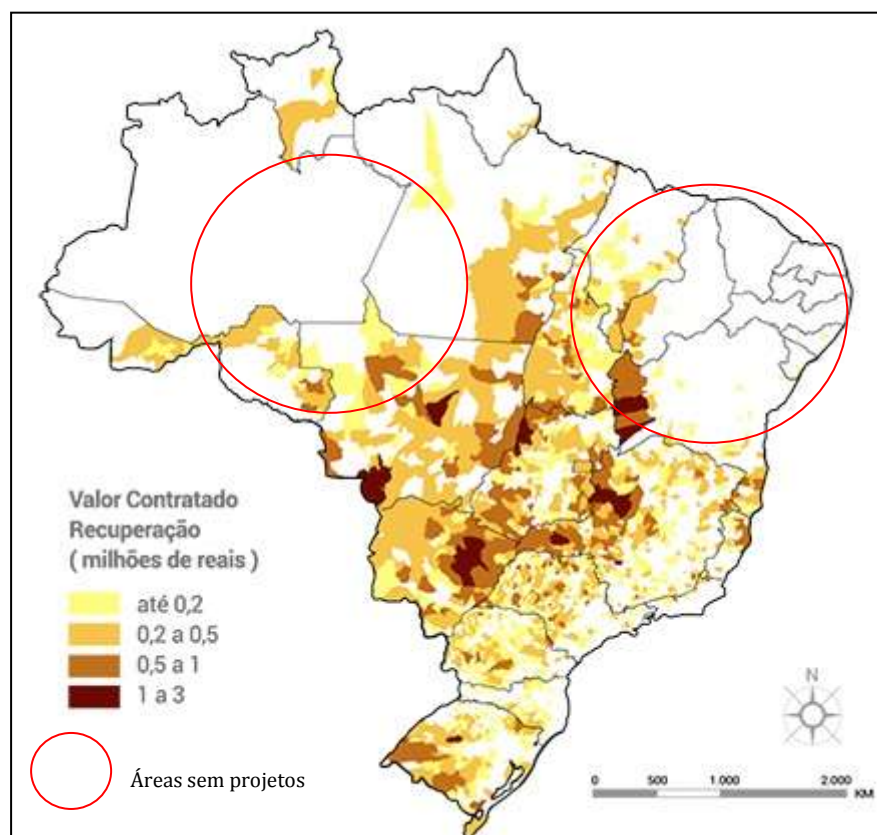 N
Valor Contratado
Recuperação
( milhões de reais )
até 0,2
0,2 a 0,5
0,5 a 1
1 a 3
Áreas sem projetos
0 500 1.000 2.000
KM